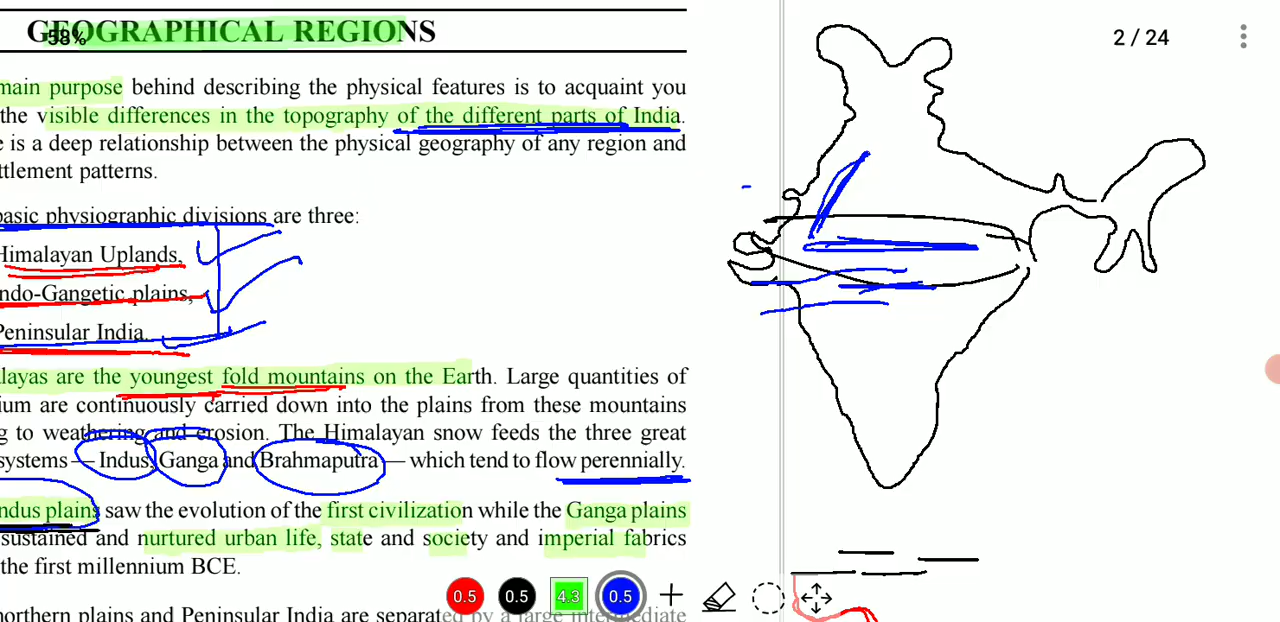 GEOGRAPHICAL REGIONS
58%
2 / 24
main purpose behind describing the physical features is to acquaint you
the visible differences in the topography of the different parts of India.
e is a deep relationship between the physical geography of any region and
ttlement patterns.
basic physiographic divisions are three:
Himalayan Uplands,
ndo-Gangetic plains,
Peninsular India.
alayas are the youngest fold mountains on the Earth. Large quantities of
ium are continuously carried down into the plains from these mountains
g to weathering and erosion. The Himalayan snow feeds the three great
systems — Indus, Ganga and Brahmaputra — which tend to flow perennially.
ndus plains saw the evolution of the first civilization while the Ganga plains
sustained and nurtured urban life, state and society and imperial fabrics
the first millennium BCE.
northern plains and Peninsular India are separated by a large intermediate
0.5
0.5
4.3
0.5